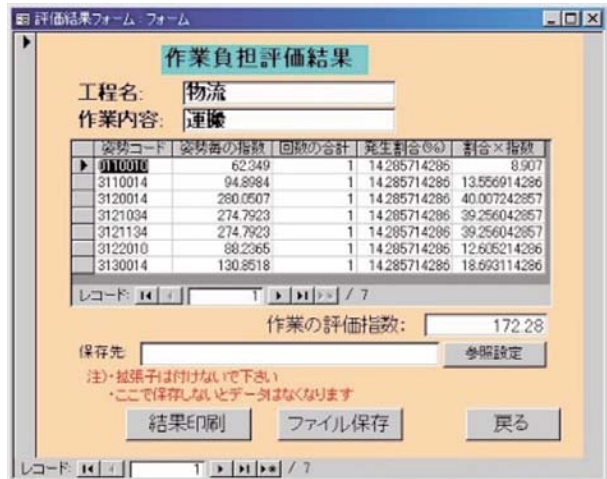 評価結果フォーム : フォーム
作業負担評価結果
工程名: 物流
作業内容: 運搬
姿勢コード 姿勢毎の指数 回数の合計 発生割合(%) 割合×指数
0110010 62.349 1 14.285714286 8.907
3110014 94.8984 1 14.285714286 13.556914286
3120014 280.0507 1 14.285714286 40.007242857
3121034 274.7923 1 14.285714286 39.256042857
3121134 274.7923 1 14.285714286 39.256042857
3122010 88.2365 1 14.285714286 12.605214286
3130014 130.8518 1 14.285714286 18.693114286
レコード: 1 / 7
作業の評価指数: 172.28
保存先: 参照設定
注)・拡張子は付けないで下さい
・ここで保存しないとデータはなくなります
結果印刷 ファイル保存 戻る
レコード: 1 / 7